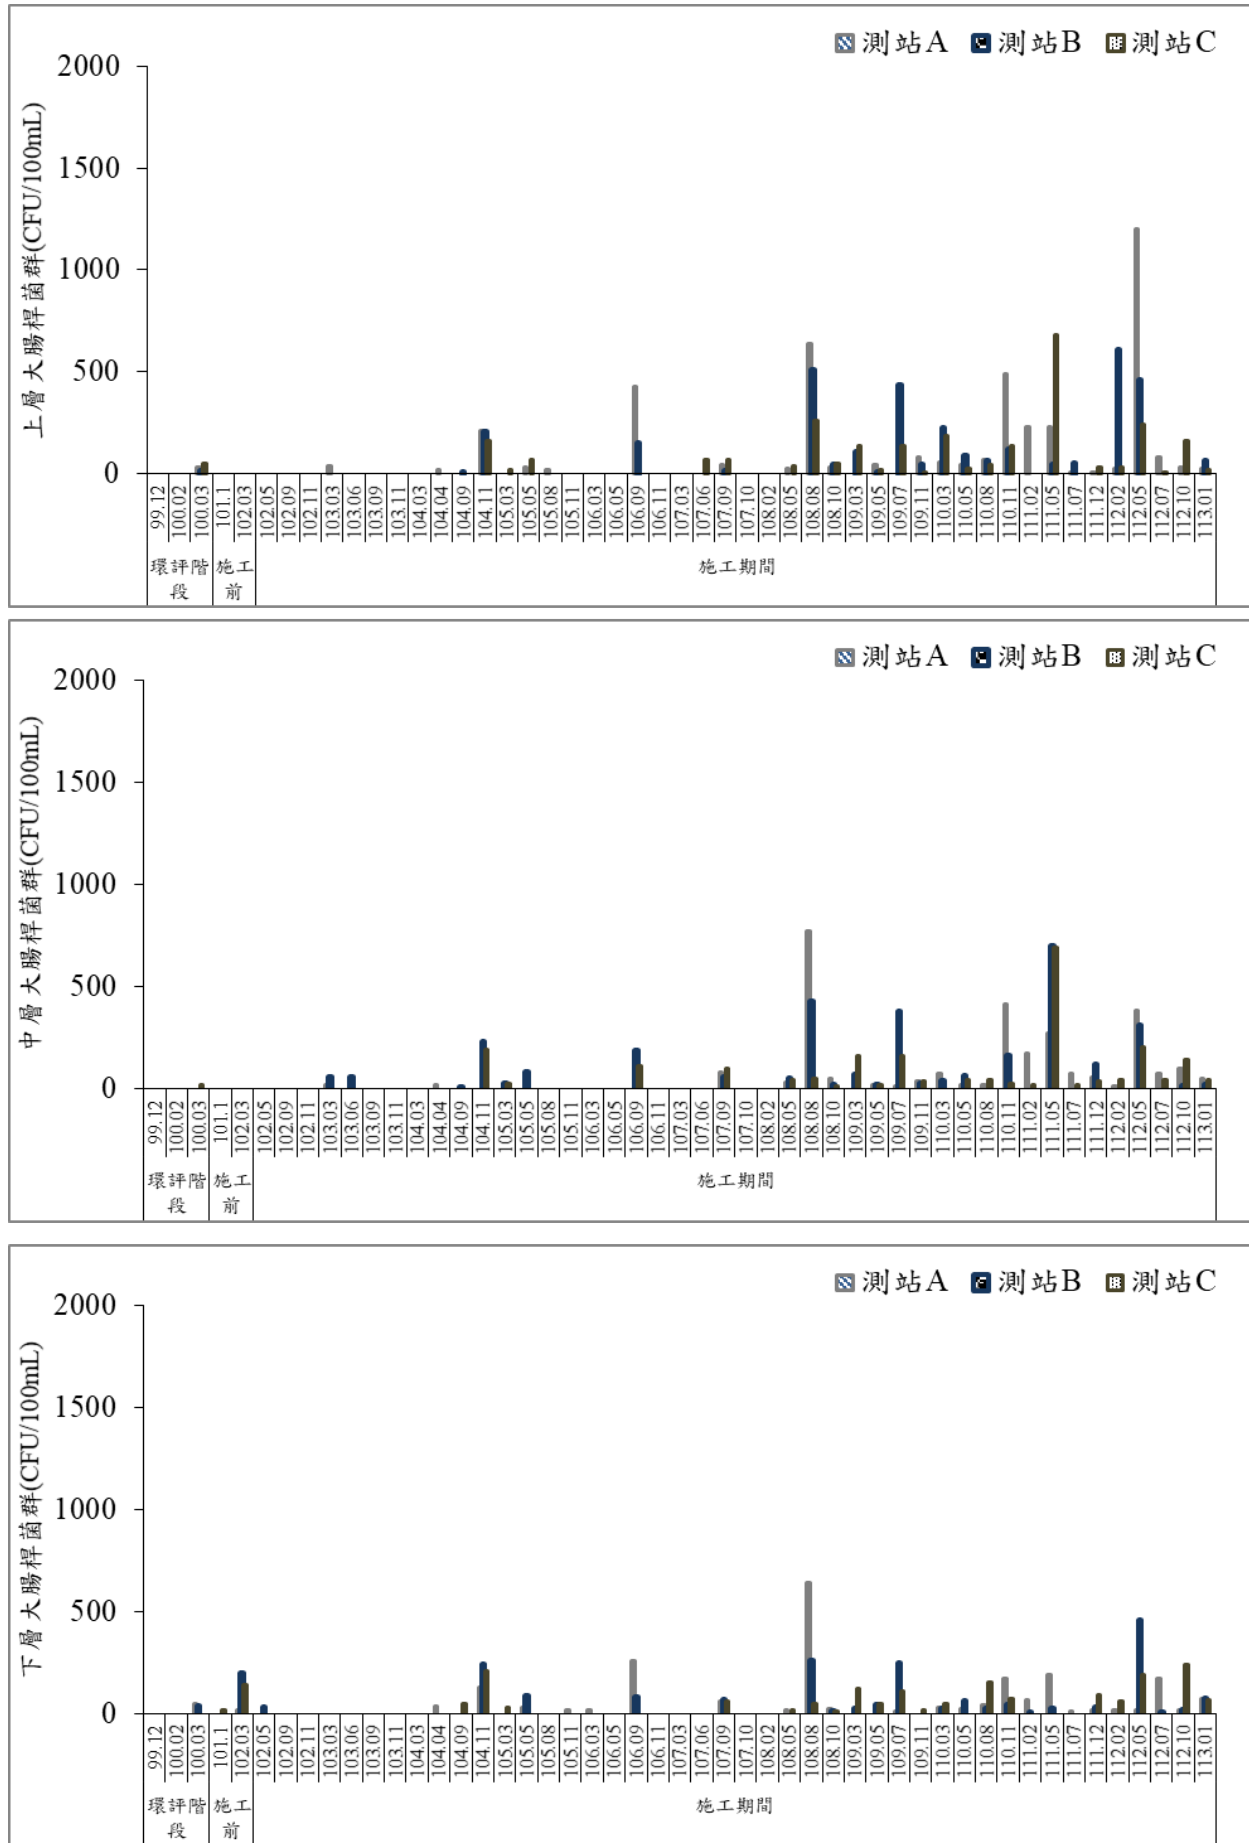 測站A 測站B 測站C
上層大腸桿菌群(CFU/100mL)
2000
1500
1000
500
0
99.12 100.02 100.03 101.1 102.03 102.05 102.09 102.11 103.03 103.06 103.09 103.11 104.03 104.04 104.09 104.11 105.03 105.05 105.08 105.11 106.03 106.05 106.09 106.11 107.03 107.06 107.09 107.10 108.02 108.05 108.08 108.10 109.03 109.05 109.07 109.11 110.03 110.05 110.08 110.11 111.02 111.05 111.07 111.12 112.02 112.05 112.07 112.10 113.01
環評階段 施工前 施工期間
測站A 測站B 測站C
中層大腸桿菌群(CFU/100mL)
2000
1500
1000
500
0
99.12 100.02 100.03 101.1 102.03 102.05 102.09 102.11 103.03 103.06 103.09 103.11 104.03 104.04 104.09 104.11 105.03 105.05 105.08 105.11 106.03 106.05 106.09 106.11 107.03 107.06 107.09 107.10 108.02 108.05 108.08 108.10 109.03 109.05 109.07 109.11 110.03 110.05 110.08 110.11 111.02 111.05 111.07 111.12 112.02 112.05 112.07 112.10 113.01
環評階段 施工前 施工期間
測站A 測站B 測站C
下層大腸桿菌群(CFU/100mL)
2000
1500
1000
500
0
99.12 100.02 100.03 101.1 102.03 102.05 102.09 102.11 103.03 103.06 103.09 103.11 104.03 104.04 104.09 104.11 105.03 105.05 105.08 105.11 106.03 106.05 106.09 106.11 107.03 107.06 107.09 107.10 108.02 108.05 108.08 108.10 109.03 109.05 109.07 109.11 110.03 110.05 110.08 110.11 111.02 111.05 111.07 111.12 112.02 112.05 112.07 112.10 113.01
環評階段 施工前 施工期間